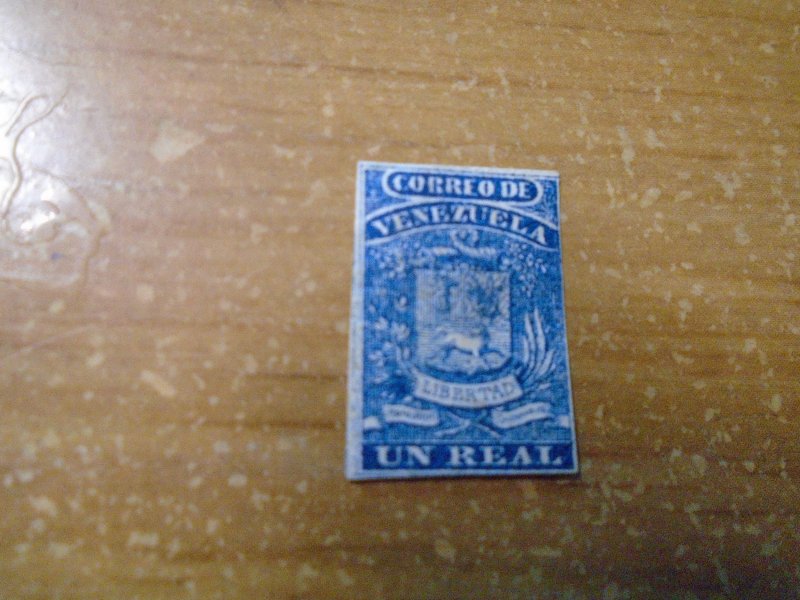 CORREO DE
VENEZUELA
LIBERTAD
UN REAL